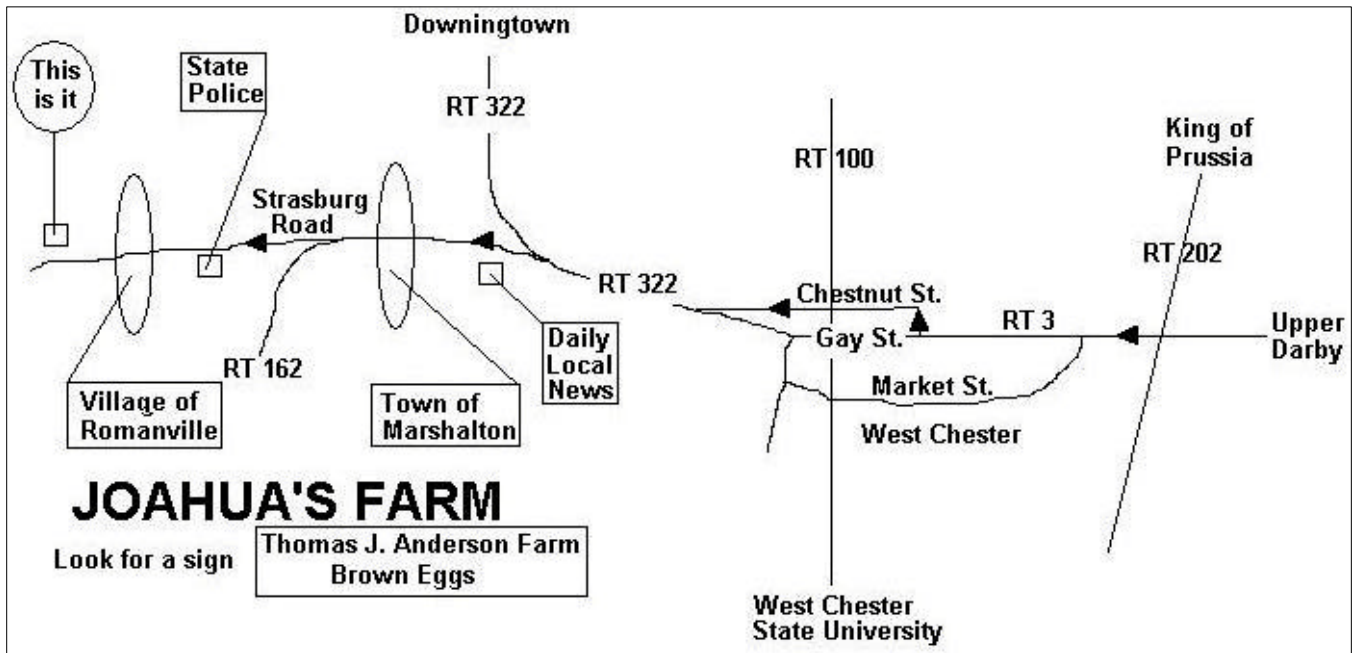 Downingtown
This
is it
State
Police
RT 322
King of
Prussia
RT 100
Strasburg
Road
RT 202
RT 322
Chestnut St.
RT 3
Upper
Darby
Gay St.
Daily
Local
News
RT 162
Market St.
Village of
Romanville
Town of
Marshalton
West Chester
JOAHUA'S FARM
Look for a sign
Thomas J. Anderson Farm
Brown Eggs
West Chester
State University